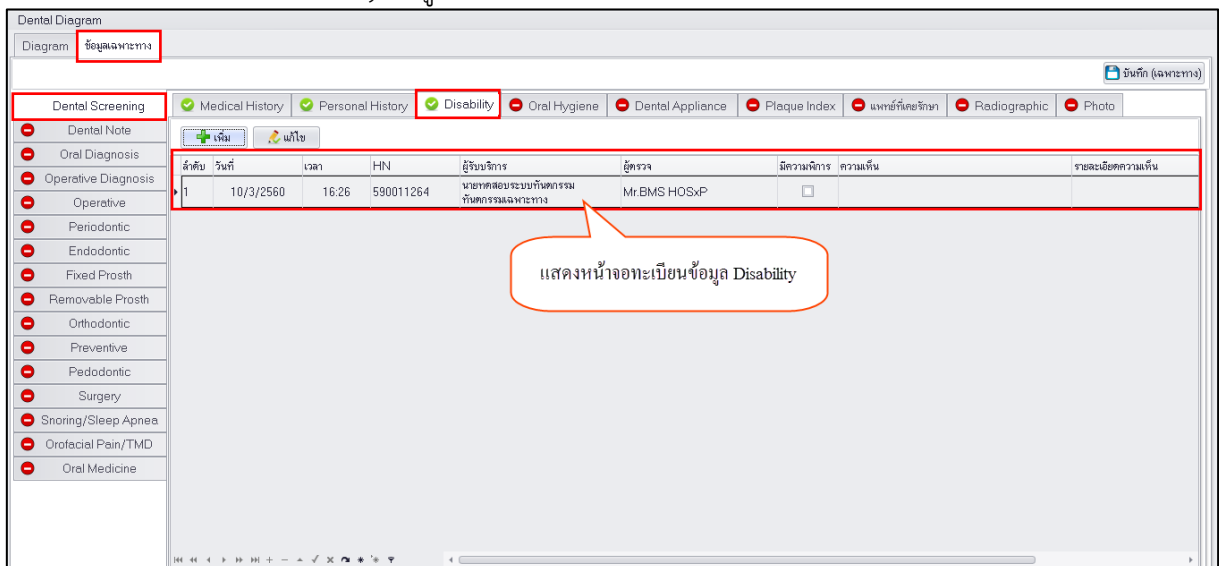 Dental Diagram
Diagram ข้อมูลเฉพาะทาง
บันทึก (เฉพาะทาง)
Dental Screening Medical History Personal History Disability Oral Hygiene Dental Appliance Plaque Index แพทย์ที่เคยรักษา Radiographic Photo
Dental Note
เพิ่ม แก้ไข
Oral Diagnosis
ลำดับ วันที่ เวลา HN ผู้รับบริการ ผู้ตรวจ มีความพิการ ความเห็น รายละเอียดความเห็น
Operative Diagnosis
1 10/3/2560 16:26 590011264 นายทดสอบระบบทันตกรรม Mr.BMS HOSxP
ทันตกรรมเฉพาะทาง
Operative
Periodontic
Endodontic
แสดงหน้าจอทะเบียนข้อมูล Disability
Fixed Prosth
Removable Prosth
Orthodontic
Preventive
Pedodontic
Surgery
Snoring/Sleep Apnea
Orofacial Pain/TMD
Oral Medicine